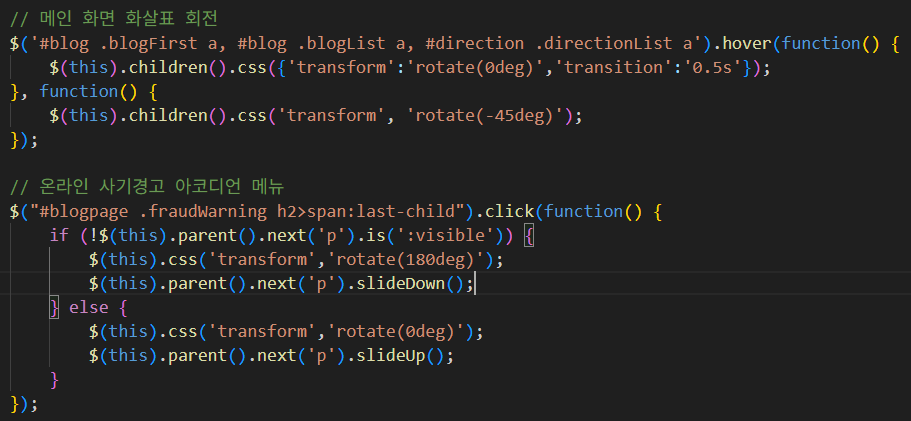 // 메인 화면 화살표 회전
$('#blog .blogFirst a, #blog .blogList a, #direction .directionList a').hover(function() {
    $(this).children().css({'transform':'rotate(0deg)','transition':'0.5s'});
}, function() {
    $(this).children().css('transform', 'rotate(-45deg)');
});

// 온라인 사기경고 아코디언 메뉴
$("#blogpage .fraudWarning h2>span:last-child").click(function() {
    if (!$(this).parent().next('p').is(':visible')) {
        $(this).css('transform','rotate(180deg)');
        $(this).parent().next('p').slideDown();
    } else {
        $(this).css('transform','rotate(0deg)');
        $(this).parent().next('p').slideUp();
    }
});